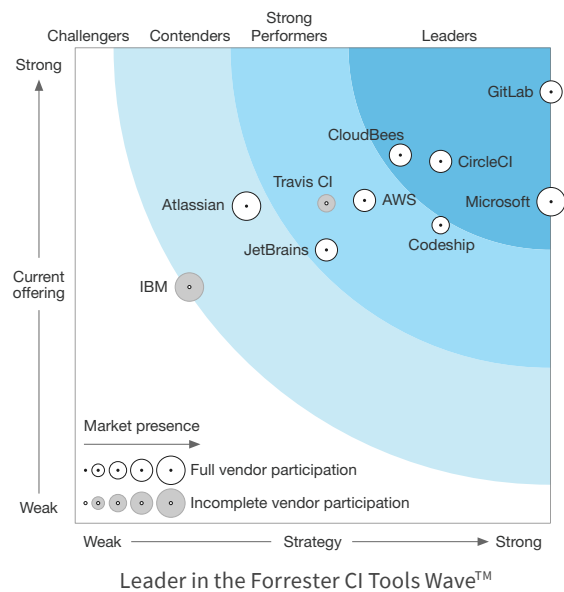 Strong
Challengers Contenders Performers Leaders
Strong
GitLab
CloudBees
CircleCI
Travis CI
Atlassian
AWS
Microsoft
JetBrains
Codeship
Current
offering
IBM
Market presence
Full vendor participation
Incomplete vendor participation
Weak
Weak Strategy Strong
Leader in the Forrester CI Tools Wave™